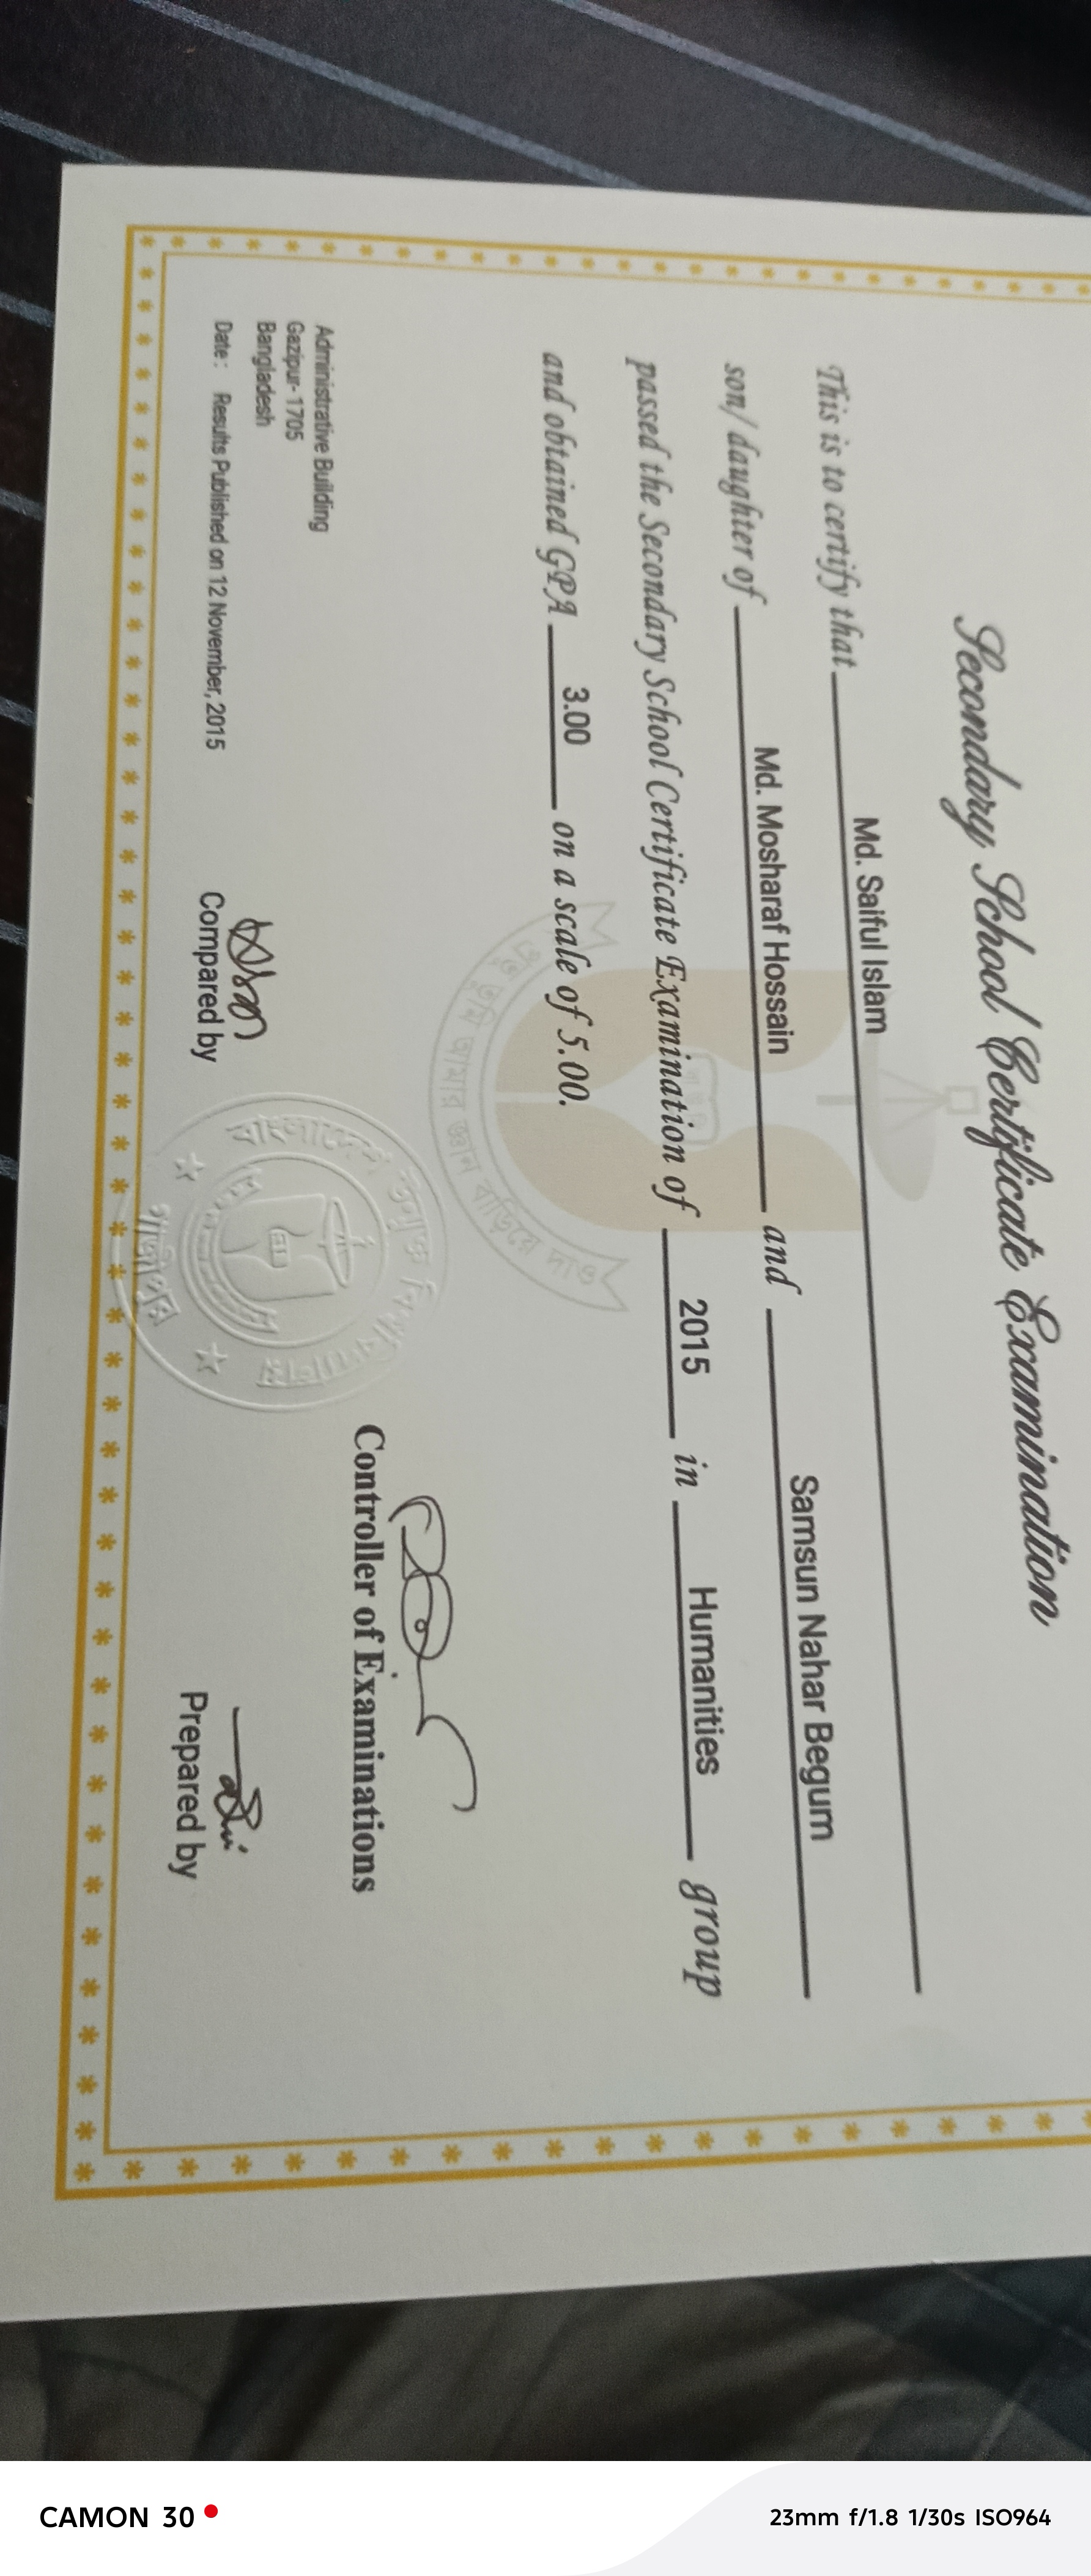 Secondary School Certificate Examination
This is to certify that Md. Saiful Islam
son/ daughter of Md. Mosharaf Hossain and Samsun Nahar Begum
passed the Secondary School Certificate Examination of 2015 in Humanities group
and obtained GPA 3.00 on a scale of 5.00.
Controller of Examinations
Administrative Building
Gazipur- 1705
Bangladesh
Date : Results Published on 12 November, 2015
Compared by
Prepared by
বাংলাদেশ উন্মুক্ত বিশ্ববিদ্যালয়
গাজীপুর
CAMON 30
23mm f/1.8 1/30s ISO964